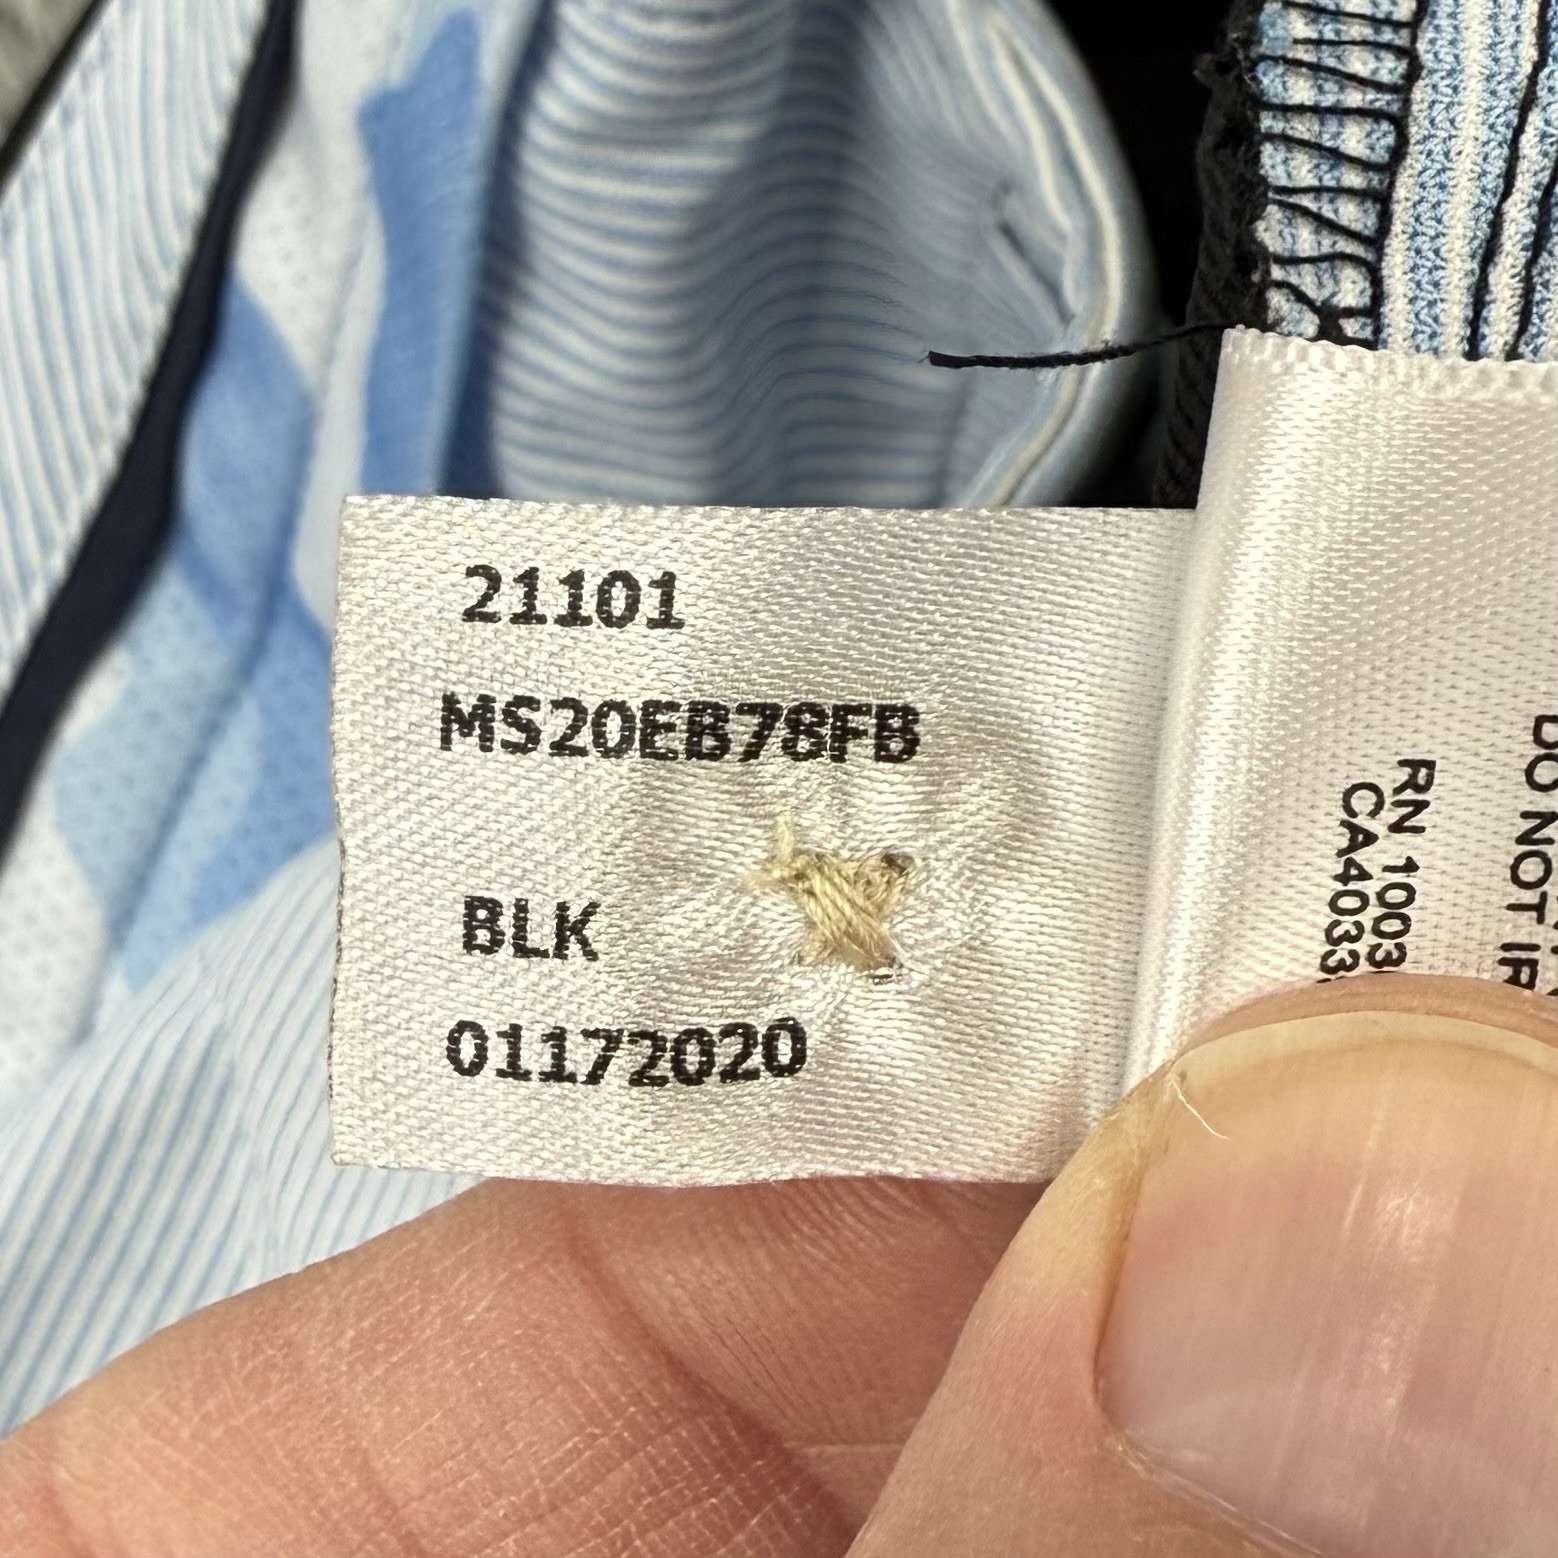 21101
MS20EB78FB
BLK
01172020
RN 1003
CA4033
DO NOT